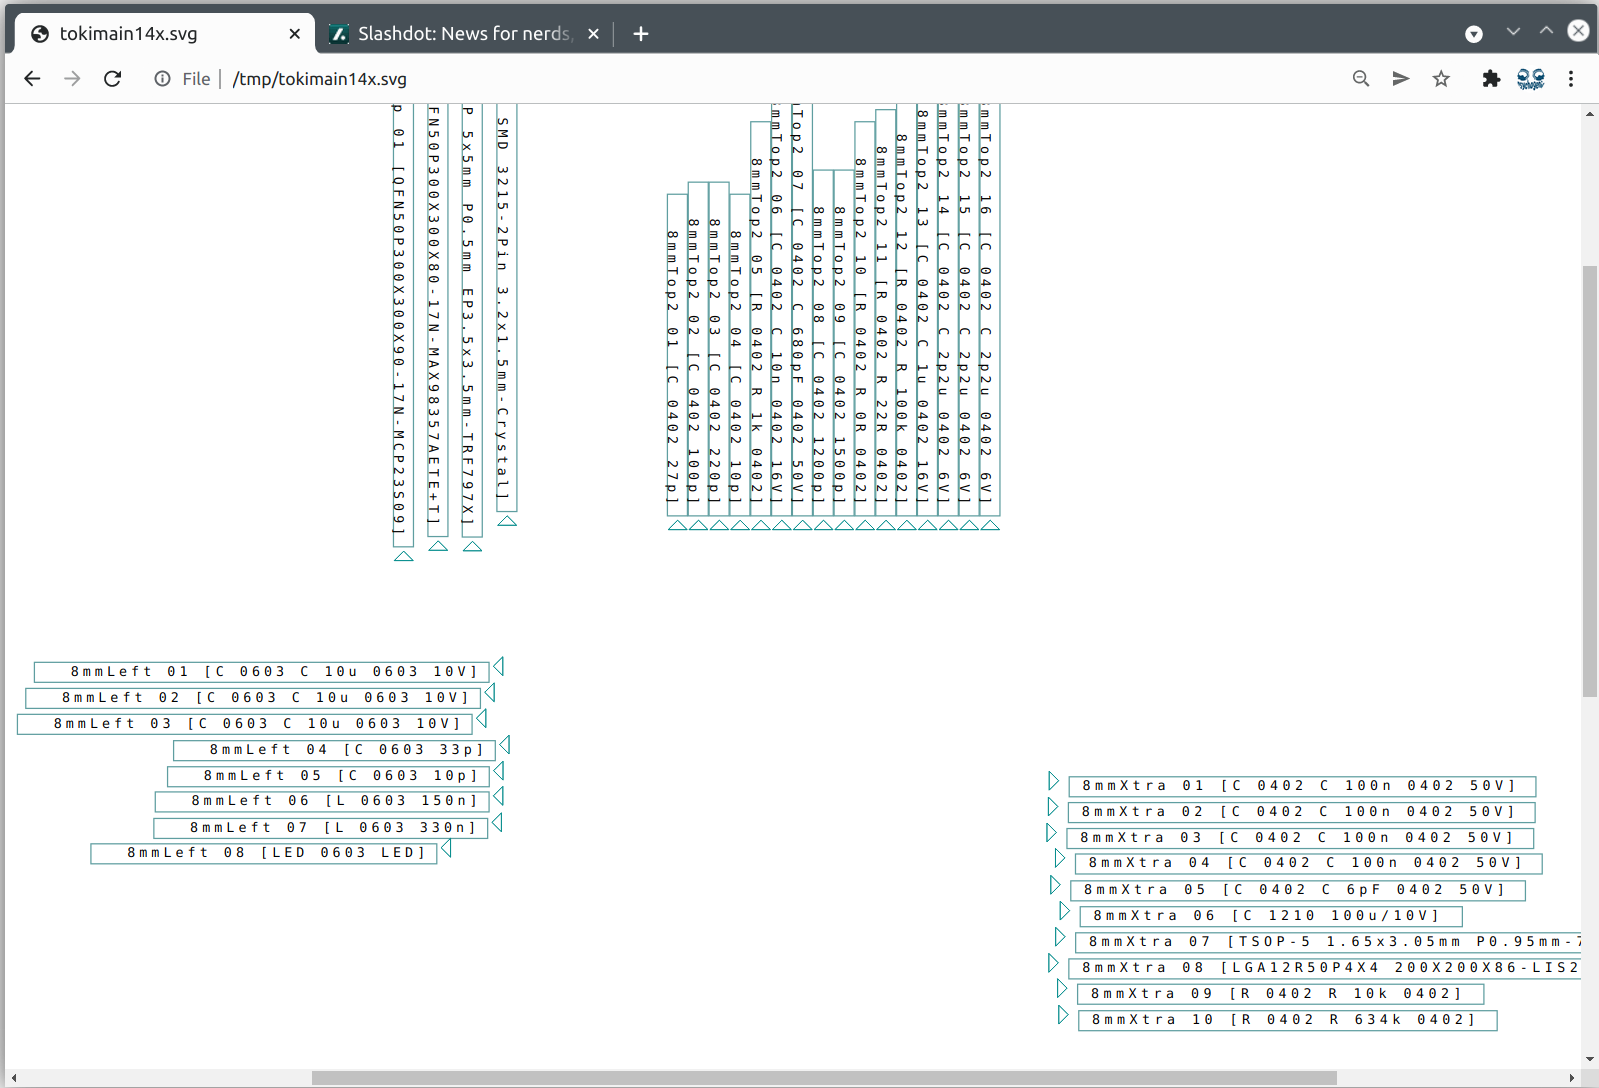 tokimain14x.svg
Slashdot: News for nerds,
File
/tmp/tokimain14x.svg
p 01 [QFN50P300X300X90-17N-MCP23S09]
FN50P300X300X80-17N-MAX98357AETE+T]
P 5x5mm P0.5mm EP3.5x3.5mm-TRF797X]
SMD 3215-2Pin 3.2x1.5mm-Crystal]
8mmTop2 01 [C 0402 27p]
8mmTop2 02 [C 0402 100p]
8mmTop2 03 [C 0402 220p]
8mmTop2 04 [C 0402 10p]
8mmTop2 05 [R 0402 R 1k 0402]
mmTop2 06 [C 0402 C 10n 0402 16V]
Top2 07 [C 0402 C 680pF 0402 50V]
8mmTop2 08 [C 0402 1200p]
8mmTop2 09 [C 0402 1500p]
8mmTop2 10 [R 0402 R 0R 0402]
8mmTop2 11 [R 0402 R 22R 0402]
8mmTop2 12 [R 0402 R 100k 0402]
8mmTop2 13 [C 0402 C 1u 0402 16V]
mmTop2 14 [C 0402 C 2p2u 0402 6V]
mmTop2 15 [C 0402 C 2p2u 0402 6V]
mmTop2 16 [C 0402 C 2p2u 0402 6V]
8mmLeft 01 [C 0603 C 10u 0603 10V]
8mmLeft 02 [C 0603 C 10u 0603 10V]
8mmLeft 03 [C 0603 C 10u 0603 10V]
8mmLeft 04 [C 0603 33p]
8mmLeft 05 [C 0603 10p]
8mmLeft 06 [L 0603 150n]
8mmLeft 07 [L 0603 330n]
8mmLeft 08 [LED 0603 LED]
8mmXtra 01 [C 0402 C 100n 0402 50V]
8mmXtra 02 [C 0402 C 100n 0402 50V]
8mmXtra 03 [C 0402 C 100n 0402 50V]
8mmXtra 04 [C 0402 C 100n 0402 50V]
8mmXtra 05 [C 0402 C 6pF 0402 50V]
8mmXtra 06 [C 1210 100u/10V]
8mmXtra 07 [TSOP-5 1.65x3.05mm P0.95mm-7
8mmXtra 08 [LGA12R50P4X4 200X200X86-LIS2
8mmXtra 09 [R 0402 R 10k 0402]
8mmXtra 10 [R 0402 R 634k 0402]